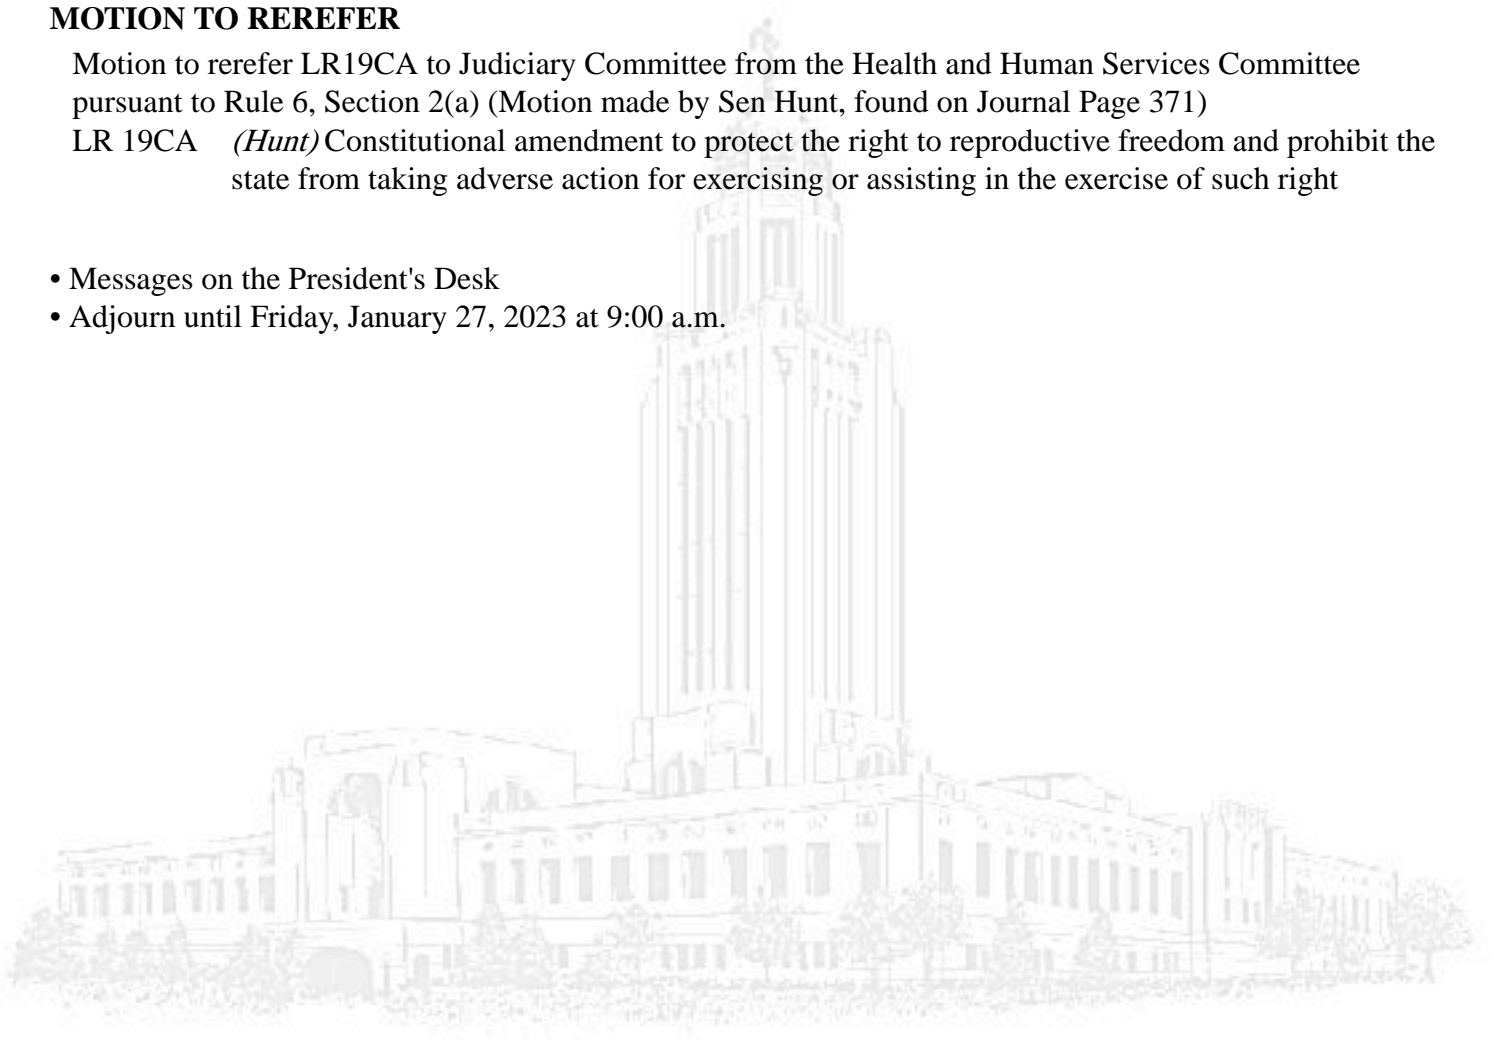 MOTION TO REREFER
Motion to rerefer LR19CA to Judiciary Committee from the Health and Human Services Committee
pursuant to Rule 6, Section 2(a) (Motion made by Sen Hunt, found on Journal Page 371)
LR 19CA (Hunt) Constitutional amendment to protect the right to reproductive freedom and prohibit the
state from taking adverse action for exercising or assisting in the exercise of such right
• Messages on the President's Desk
• Adjourn until Friday, January 27, 2023 at 9:00 a.m.